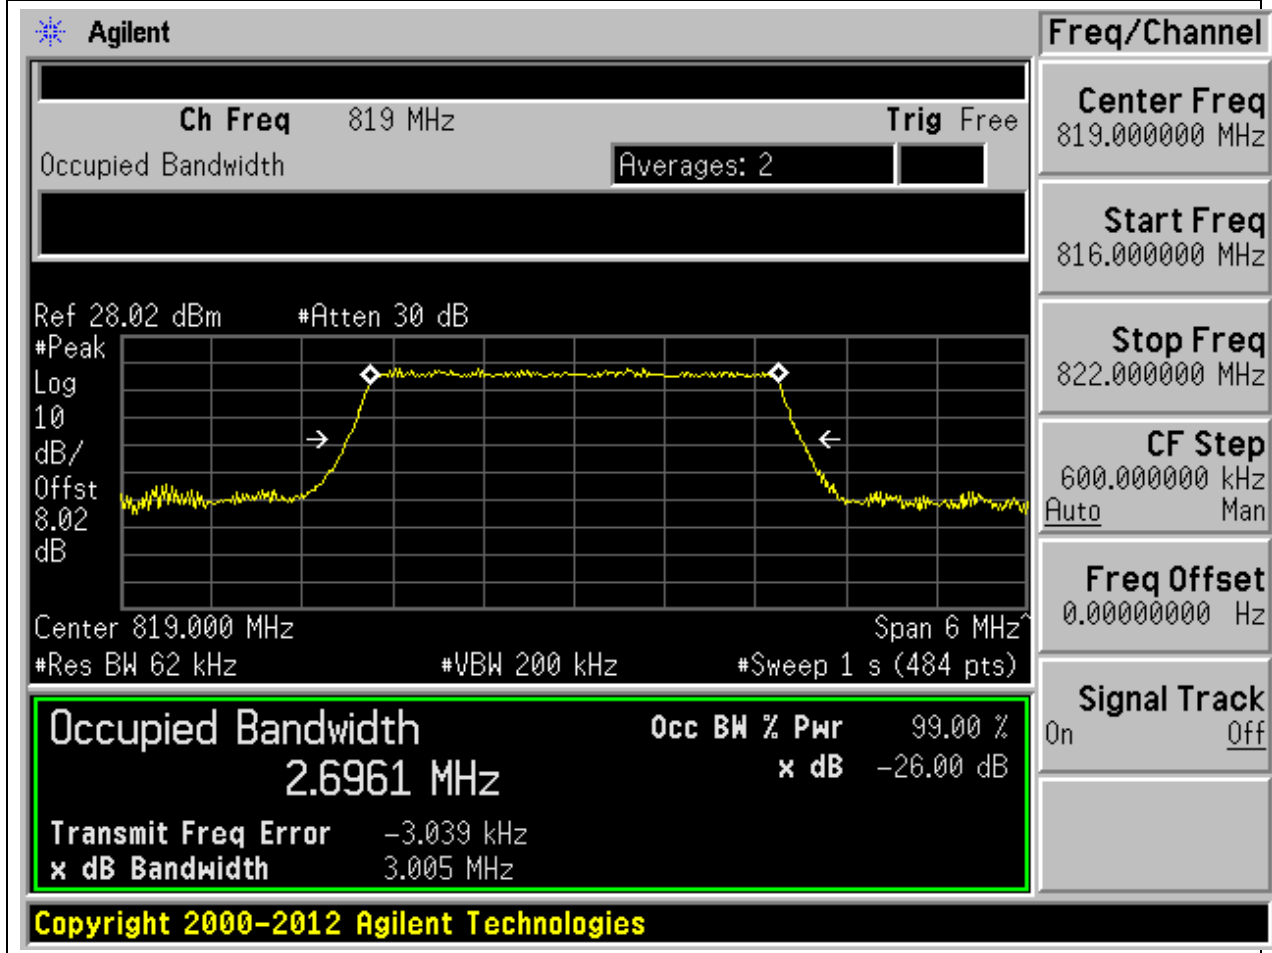 Agilent
Freq/Channel
Ch Freq 819 MHz Trig Free
Occupied Bandwidth Averages: 2
Center Freq
819.000000 MHz
Start Freq
816.000000 MHz
Stop Freq
822.000000 MHz
CF Step
600.000000 kHz
Auto Man
Freq Offset
0.00000000 Hz
Signal Track
On Off
Ref 28.02 dBm #Atten 30 dB
#Peak
Log
10
dB/
Offst
8.02
dB
Center 819.000 MHz Span 6 MHz^
#Res BW 62 kHz #VBW 200 kHz #Sweep 1 s (484 pts)
Occupied Bandwidth
2.6961 MHz
Occ BW % Pwr 99.00 %
x dB -26.00 dB
Transmit Freq Error -3.039 kHz
x dB Bandwidth 3.005 MHz
Copyright 2000-2012 Agilent Technologies